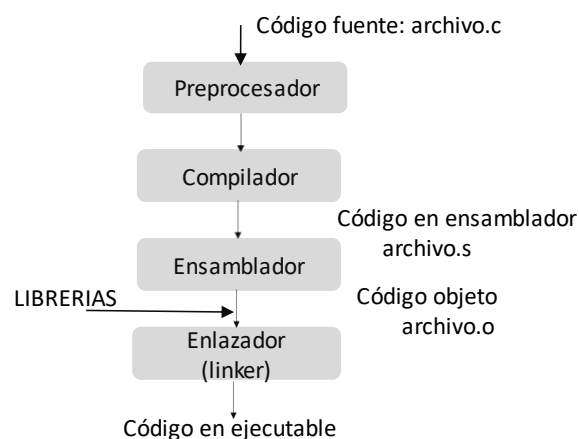 Código fuente: archivo.c
Preprocesador
Compilador
Código en ensamblador
archivo.s
Ensamblador
LIBRERIAS
Código objeto
archivo.o
Enlazador
(linker)
Código en ejecutable